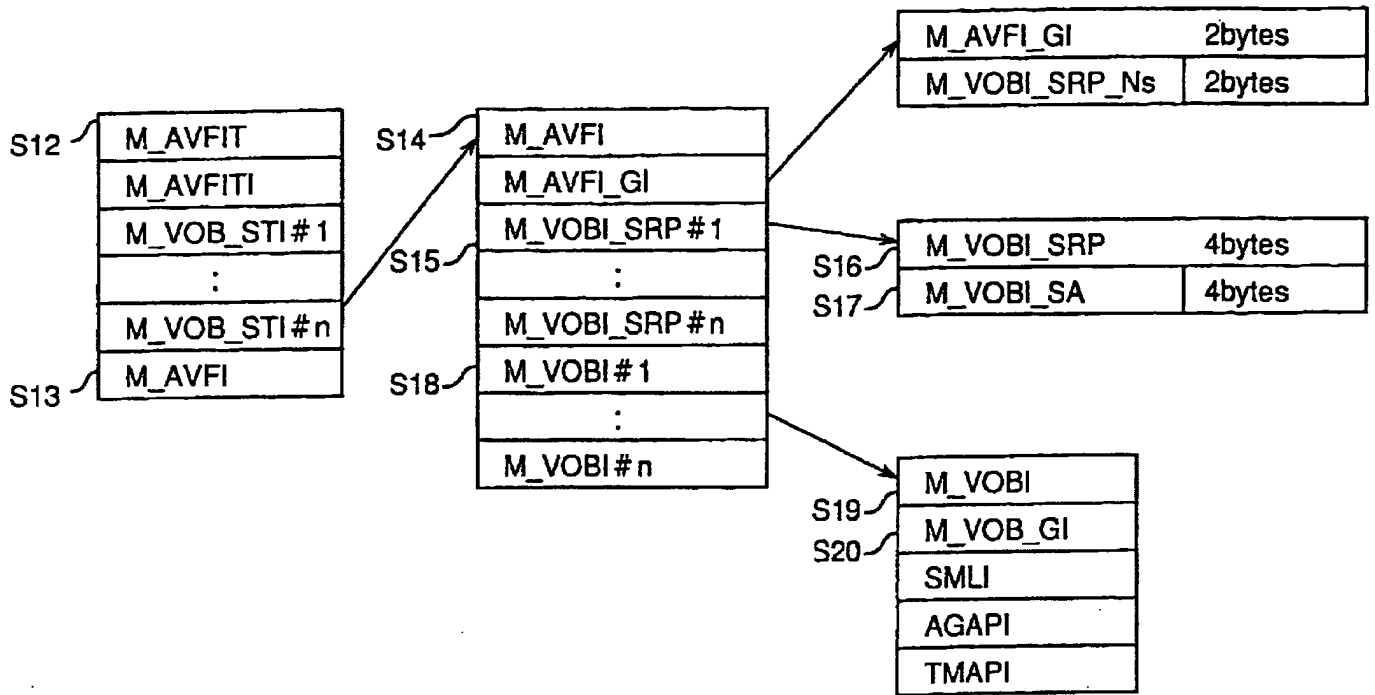 S12
M_AVFIT
M_AVFITI
M_VOB_STI#1
:
M_VOB_STI#n
S13
M_AVFI
S14
M_AVFI
M_AVFI_GI
S15
M_VOBI_SRP#1
:
M_VOBI_SRP#n
S18
M_VOBI#1
:
M_VOBI#n
M_AVFI_GI 2bytes
M_VOBI_SRP_Ns 2bytes
S16
M_VOBI_SRP 4bytes
S17
M_VOBI_SA 4bytes
S19
M_VOBI
S20
M_VOB_GI
SMLI
AGAPI
TMAPI